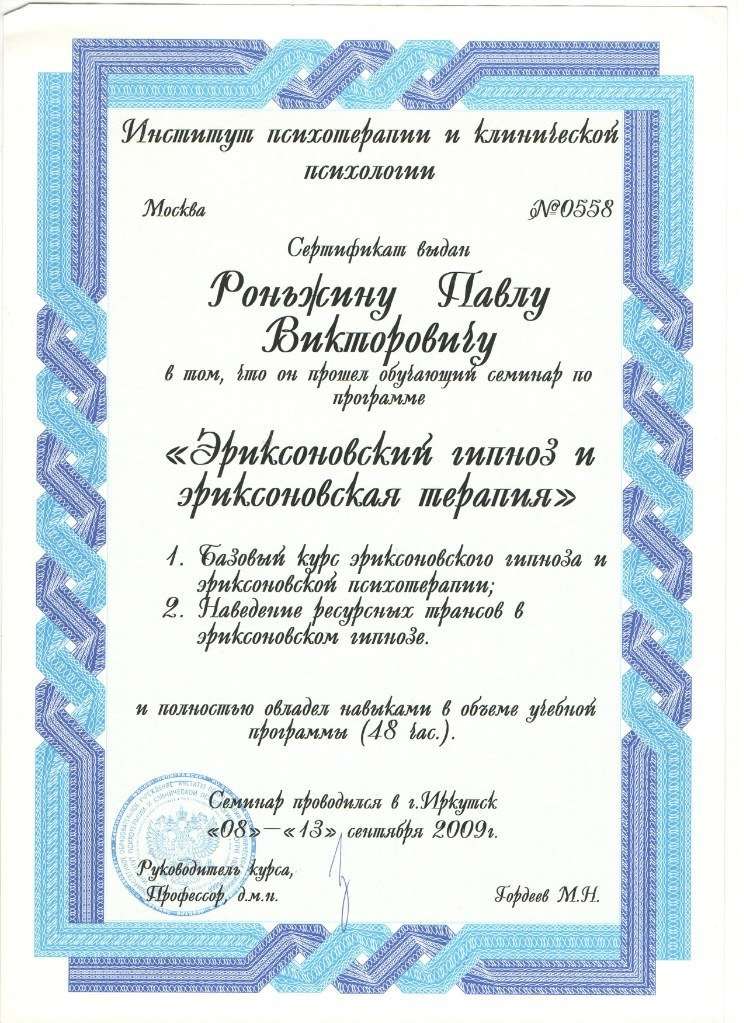 Институт психотерапии и клинической
психологии
Москва №0558
Сертификат выдан
Роньжину Павлу
Викторовичу
в том, что он прошел обучающий семинар по
программе
«Эриксоновский гипноз и
эриксоновская терапия»
1. Базовый курс эриксоновского гипноза и
эриксоновской психотерапии;
2. Наведение ресурсных трансов в
эриксоновском гипнозе.
и полностью овладел навыками в объеме учебной
программы (48 час.).
Семинар проводился в г.Иркутск
«08»–«13» сентября 2009г.
Руководитель курса,
Профессор, д.м.н. Гордеев М.Н.